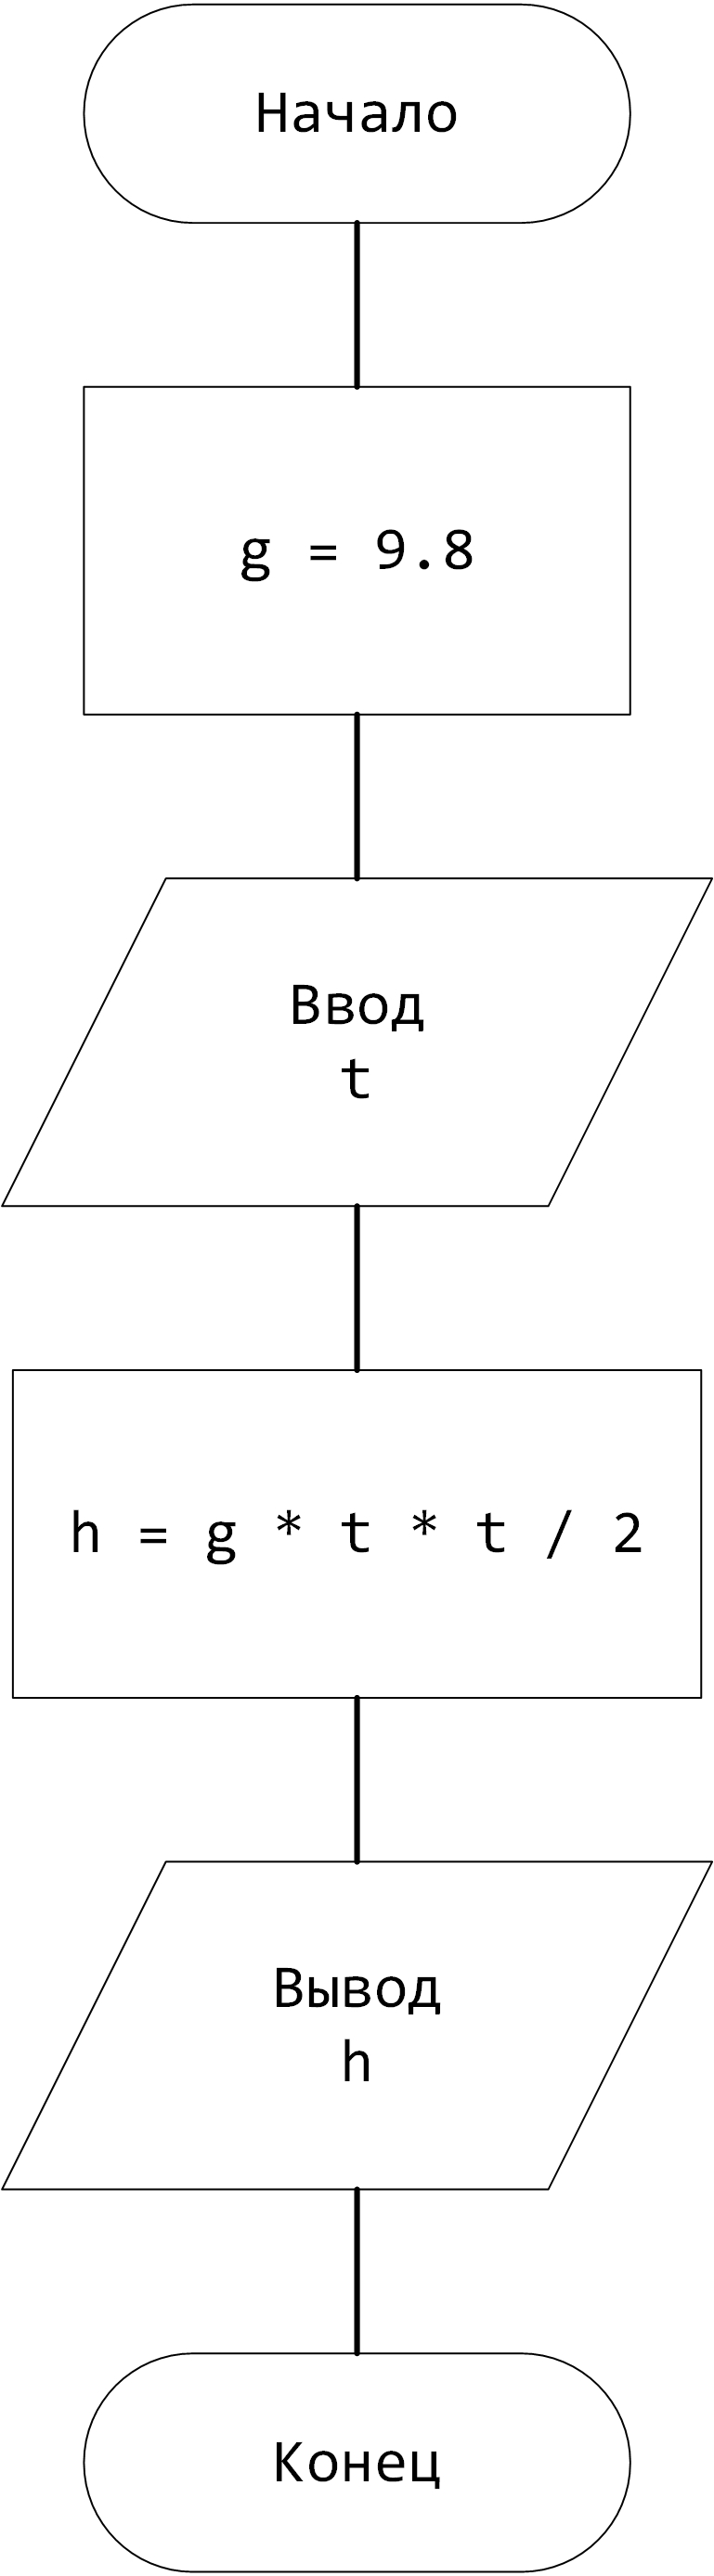 Начало
g = 9.8
Ввод
t
h = g * t * t / 2
Вывод
h
Конец